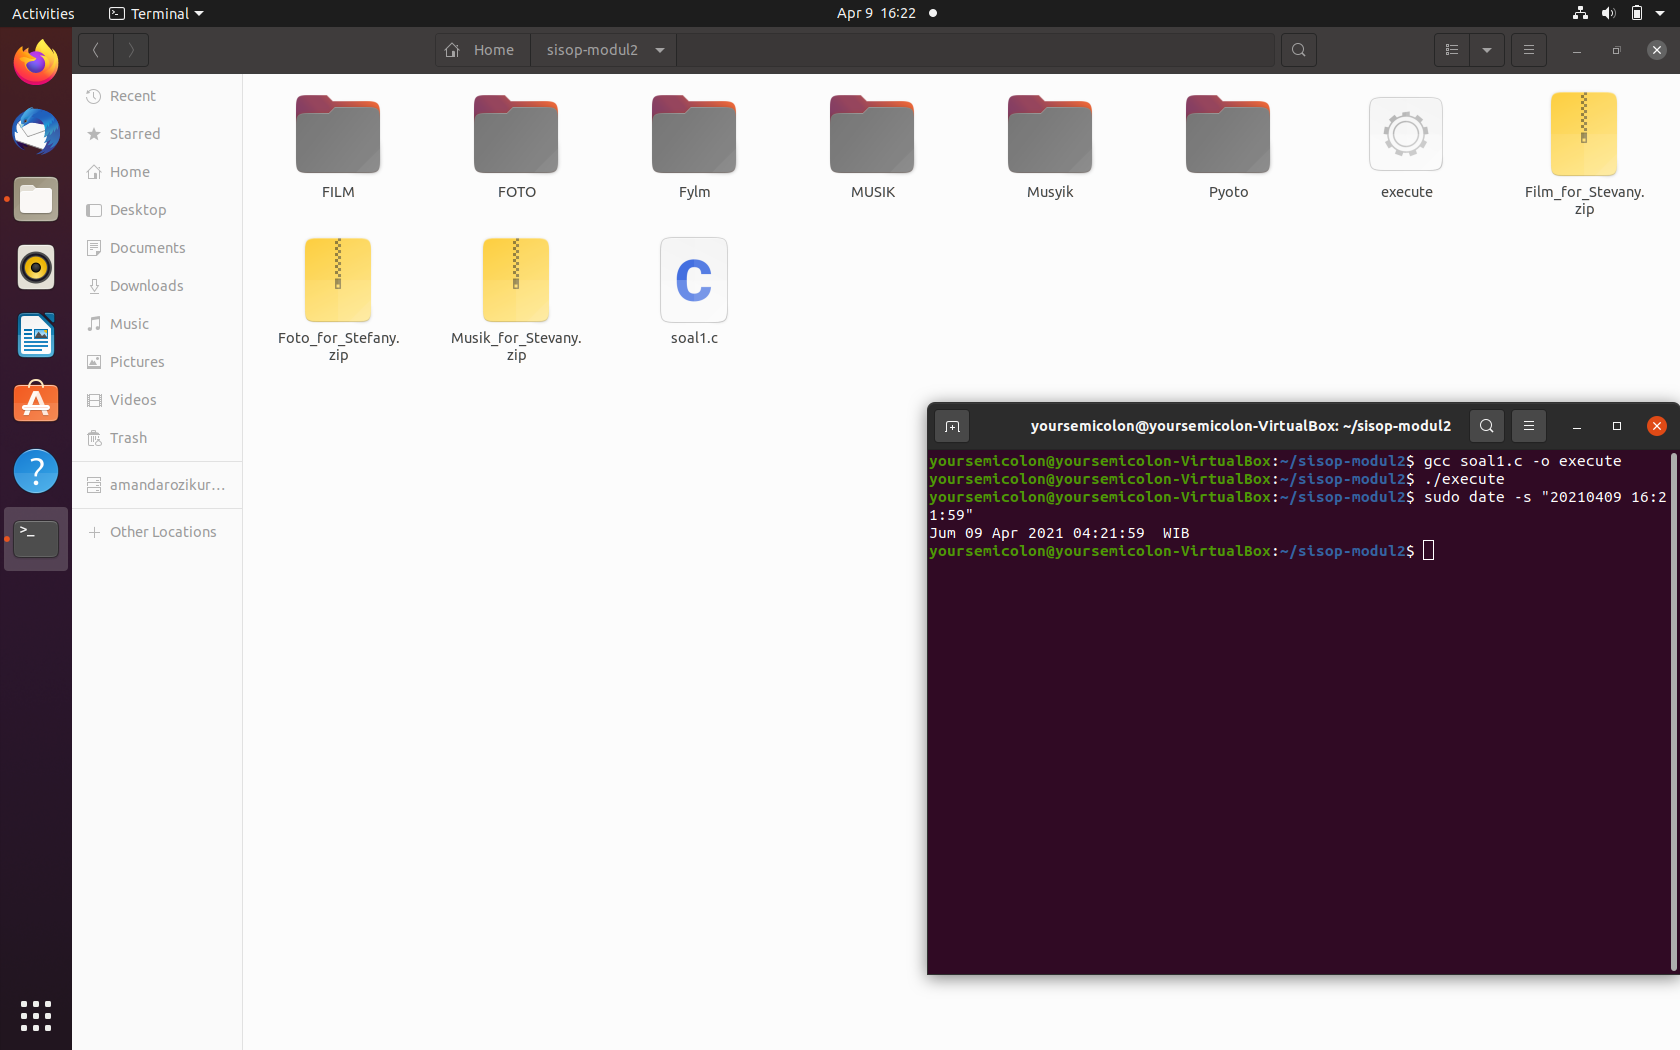 Activities
Terminal
Apr 9 16:22
Home
sisop-modul2
Recent
Starred
Home
Desktop
Documents
Downloads
Music
Pictures
Videos
Trash
amandarozikur...
Other Locations
FILM
FOTO
Fylm
MUSIK
Musyik
Pyoto
execute
Film_for_Stevany.
zip
Foto_for_Stefany.
zip
Musik_for_Stevany.
zip
C
soal1.c
yoursemicolon@yoursemicolon-VirtualBox: ~/sisop-modul2
yoursemicolon@yoursemicolon-VirtualBox:~/sisop-modul2$ gcc soal1.c -o execute
yoursemicolon@yoursemicolon-VirtualBox:~/sisop-modul2$ ./execute
yoursemicolon@yoursemicolon-VirtualBox:~/sisop-modul2$ sudo date -s "20210409 16:2
1:59"
Jum 09 Apr 2021 04:21:59  WIB
yoursemicolon@yoursemicolon-VirtualBox:~/sisop-modul2$